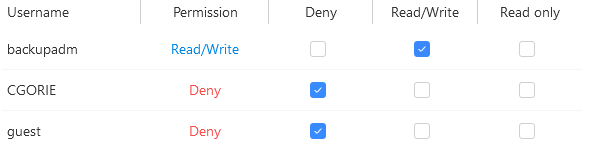 Username Permission Deny Read/Write Read only
backupadm Read/Write
CGORIE Deny
guest Deny